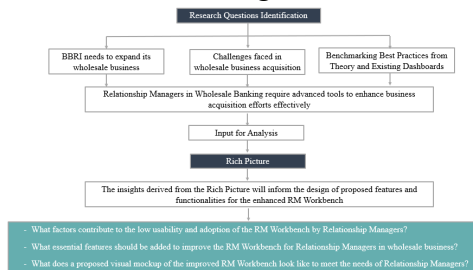 Research Questions Identification
BBRI needs to expand its
wholesale business
Challenges faced in
wholesale business acquisition
Benchmarking Best Practices from
Theory and Existing Dashboards
Relationship Managers in Wholesale Banking require advanced tools to enhance business
acquisition efforts effectively
Input for Analysis
Rich Picture
The insights derived from the Rich Picture will inform the design of proposed features and
functionalities for the enhanced RM Workbench
- What factors contribute to the low usability and adoption of the RM Workbench by Relationship Managers?
- What essential features should be added to improve the RM Workbench for Relationship Managers in wholesale business?
- What does a proposed visual mockup of the improved RM Workbench look like to meet the needs of Relationship Managers?